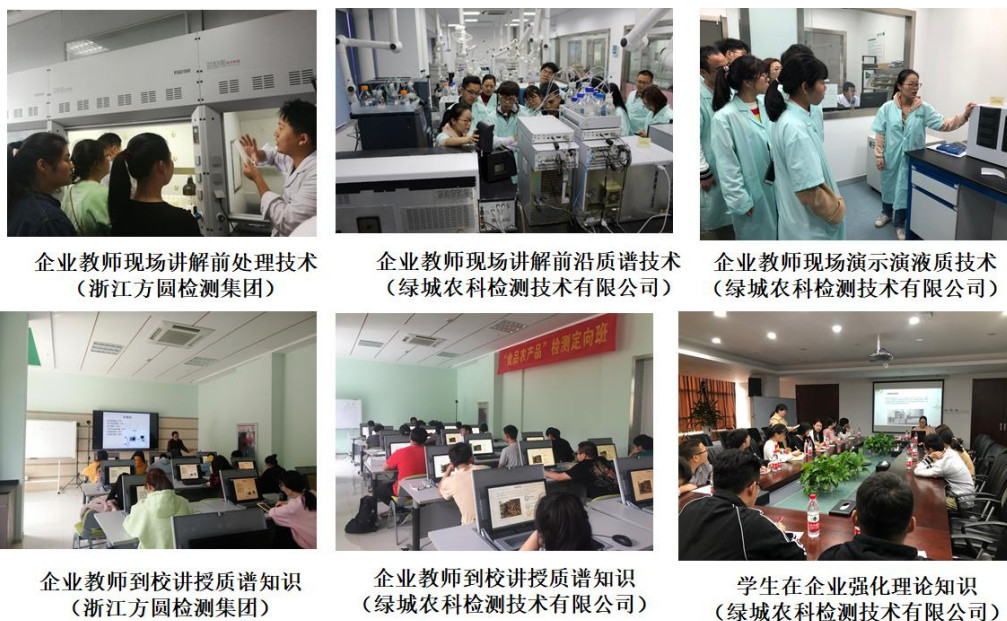 企业教师现场讲解前处理技术
（浙江方圆检测集团）
企业教师现场讲解前沿质谱技术
（绿城农科检测技术有限公司）
企业教师现场演示演液质技术
（绿城农科检测技术有限公司）
“食品农产品”检测定向班
企业教师到校讲授质谱知识
（浙江方圆检测集团）
企业教师到校讲授质谱知识
（绿城农科检测技术有限公司）
学生在企业强化理论知识
（绿城农科检测技术有限公司）